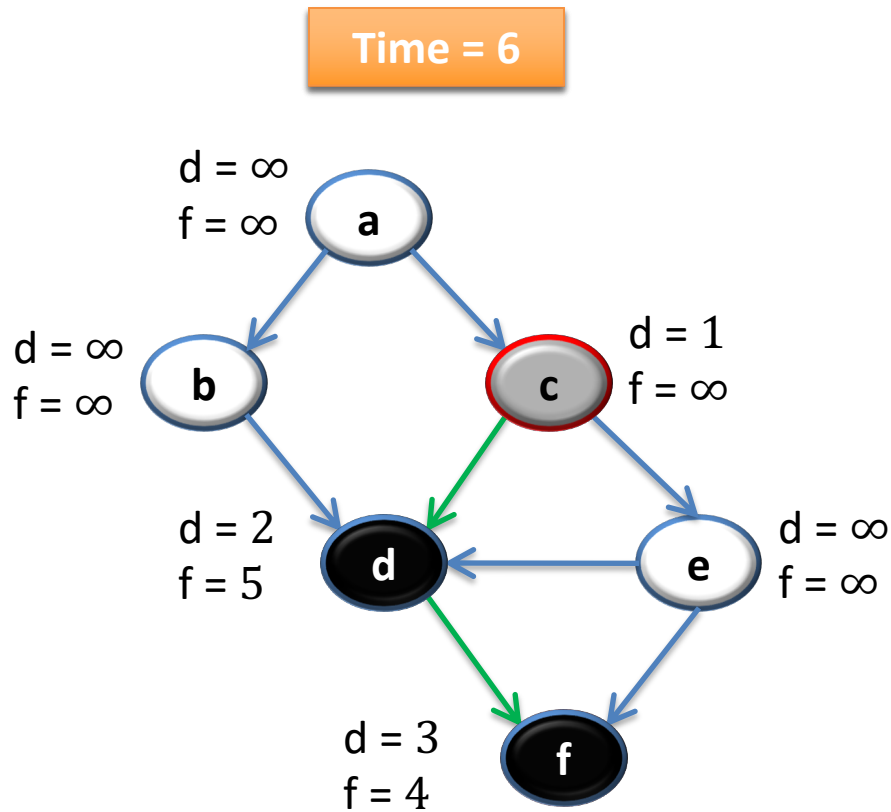 Time = 6
d = ∞
f = ∞
a
d = ∞
f = ∞
b
c
d = 1
f = ∞
d = 2
f = 5
d
e
d = ∞
f = ∞
d = 3
f = 4
f